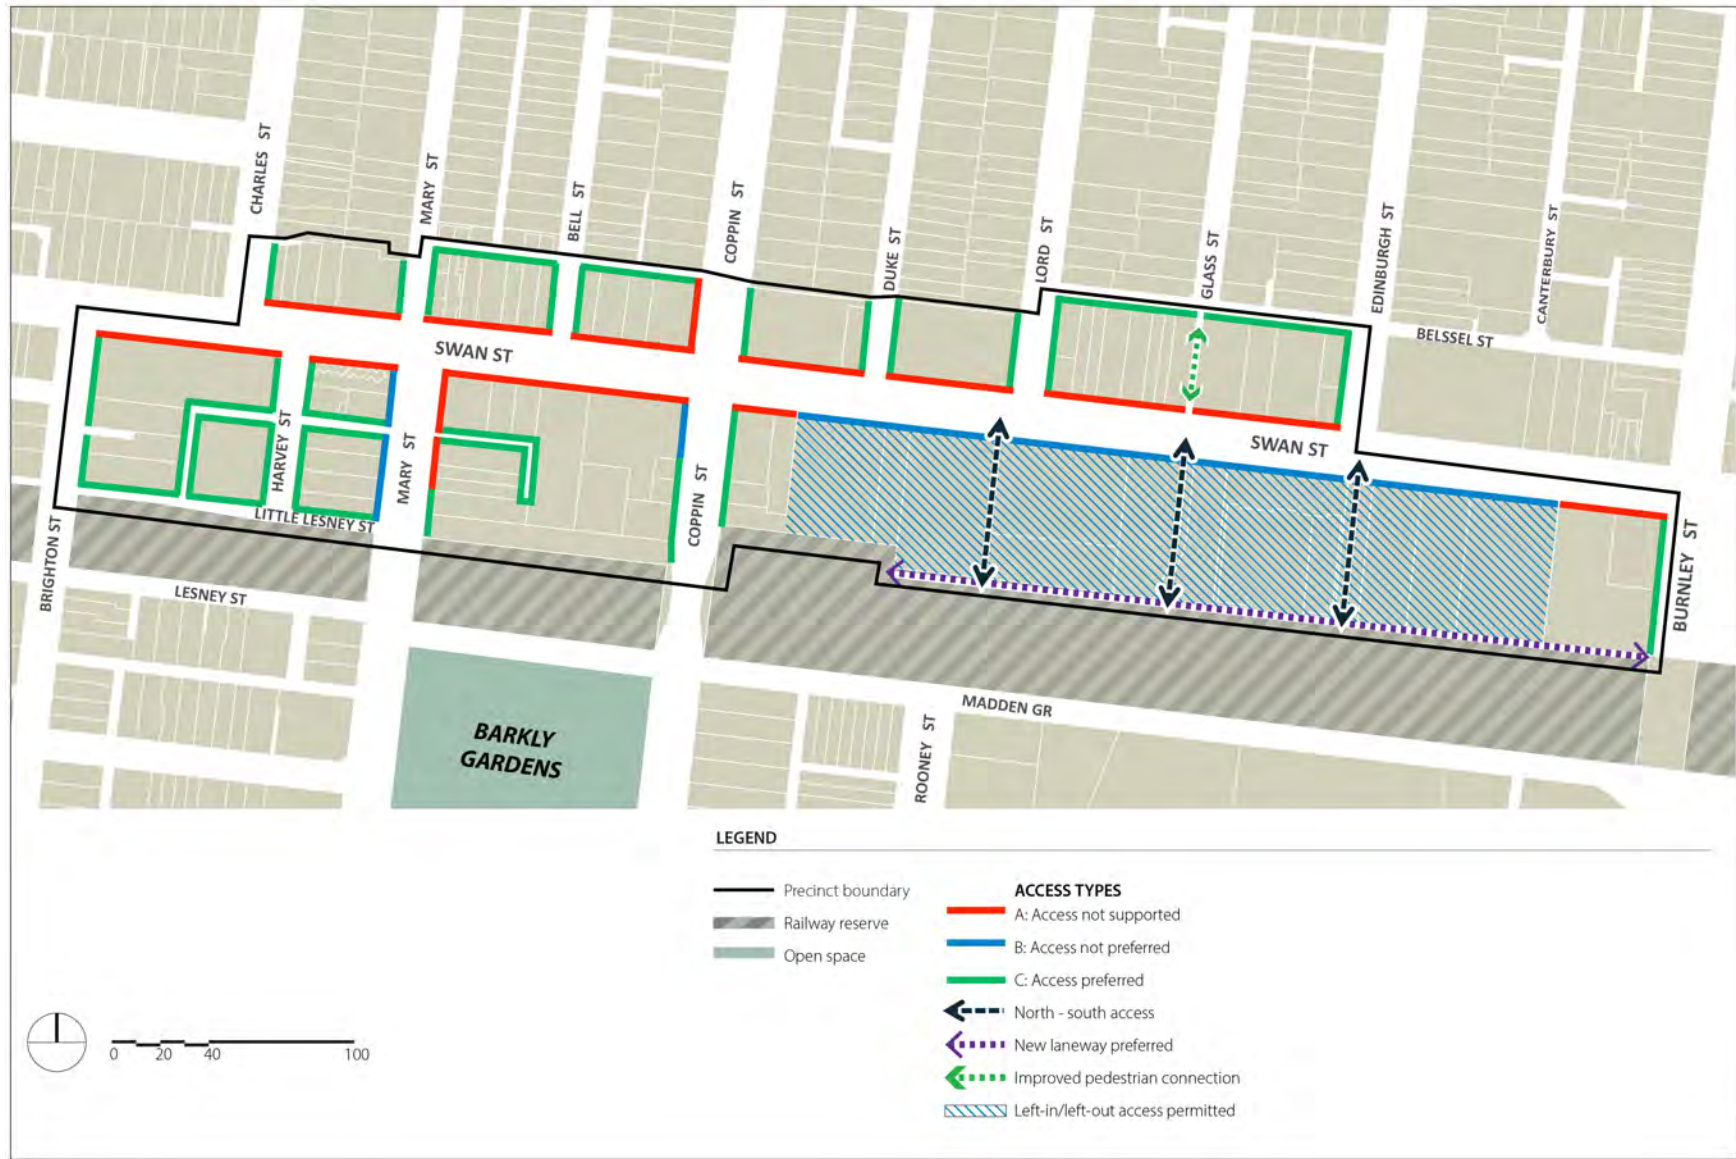 CHARLES ST
MARY ST
BELL ST
COPPIN ST
DUKE ST
LORD ST
GLASS ST
EDINBURGH ST
CANTERBURY ST
BELSSEL ST
SWAN ST
SWAN ST
HARVEY ST
MARY ST
COPPIN ST
LITTLE LESNEY ST
BRIGHTON ST
LESNEY ST
BURNLEY ST
MADDEN GR
ROONEY ST
BARKLY
GARDENS
LEGEND
Precinct boundary
Railway reserve
Open space
ACCESS TYPES
A: Access not supported
B: Access not preferred
C: Access preferred
North - south access
New laneway preferred
Improved pedestrian connection
Left-in/left-out access permitted
0 20 40 100